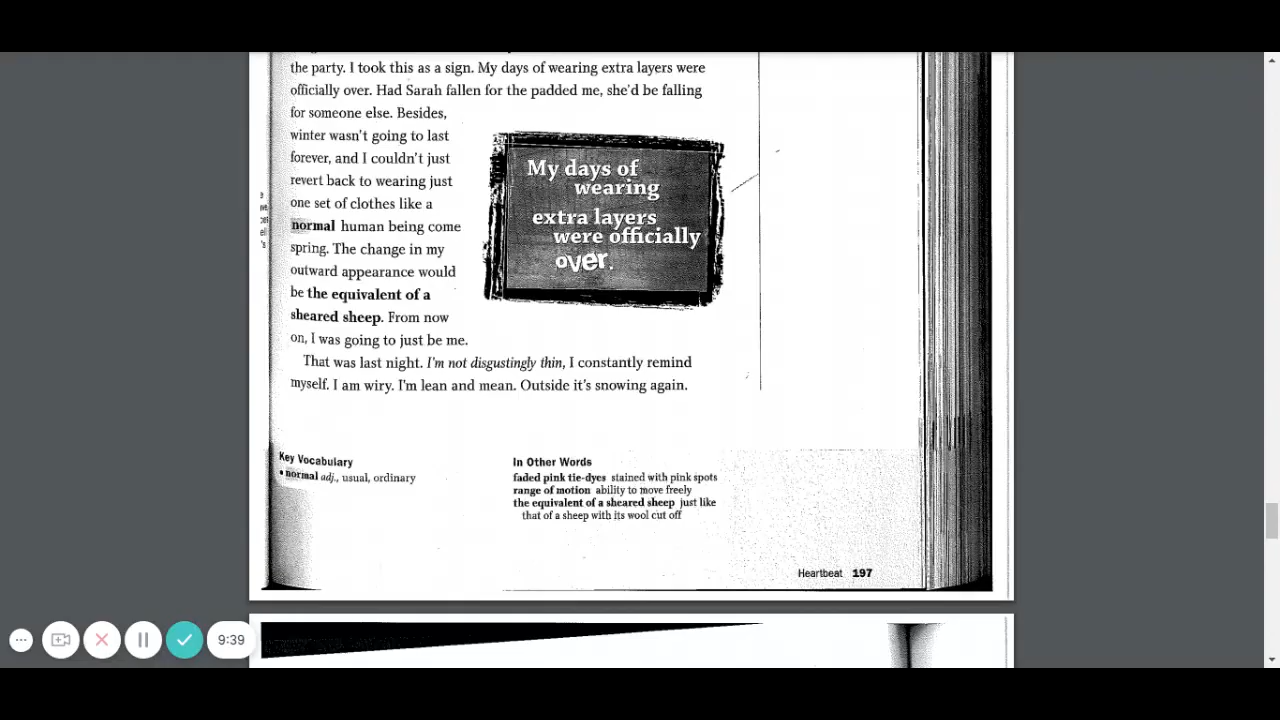 the party. I took this as a sign. My days of wearing extra layers were
officially over. Had Sarah fallen for the padded me, she'd be falling
for someone else. Besides,
winter wasn't going to last
forever, and I couldn't just
revert back to wearing just
one set of clothes like a
normal human being come
spring. The change in my
outward appearance would
be the equivalent of a
sheared sheep. From now
on, I was going to just be me.
My days of
wearing
extra layers
were officially
over.
That was last night. I'm not disgustingly thin, I constantly remind
myself. I am wiry. I'm lean and mean. Outside it's snowing again.
Key Vocabulary
• normal adj., usual, ordinary
In Other Words
faded pink tie-dyes stained with pink spots
range of motion ability to move freely
the equivalent of a sheared sheep just like
that of a sheep with its wool cut off
Heartbeat 197
9:39